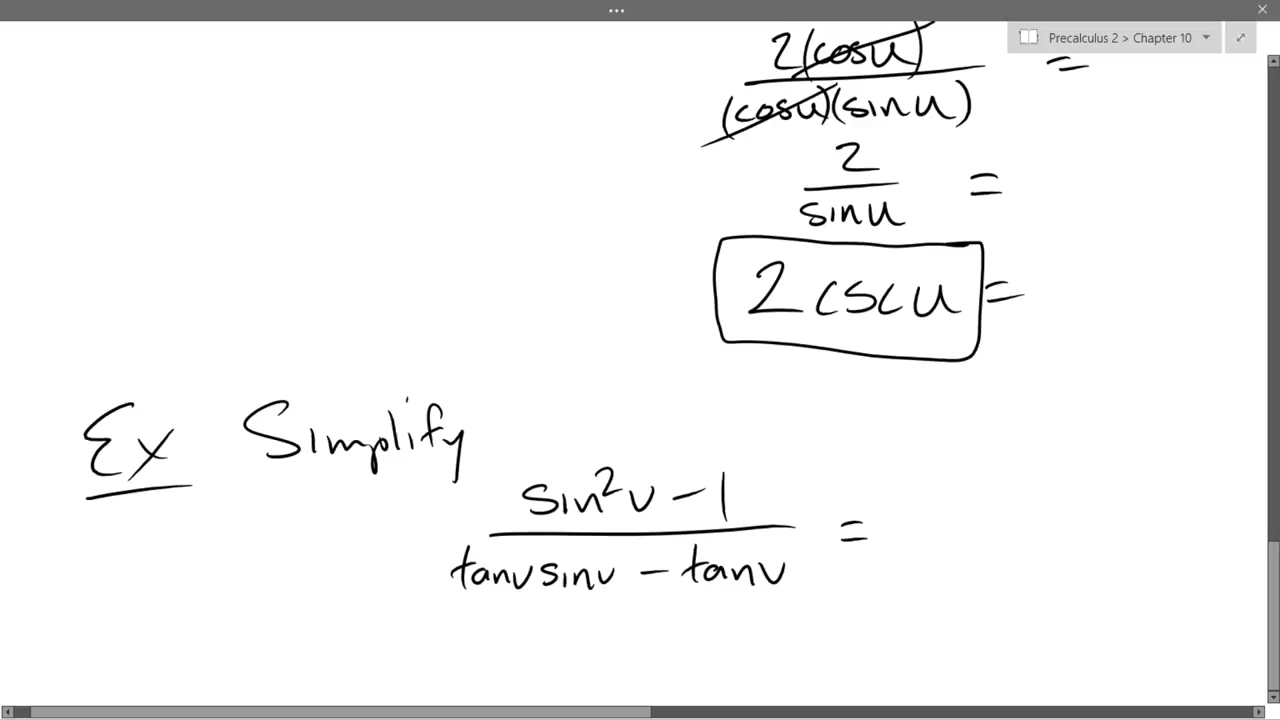 Precalculus 2 > Chapter 10
2(cosu) =
(cosu)(sinu)
2 =
sinu
2cscu =
Ex Simplify
sin²v - 1 =
tanvsinv - tanv